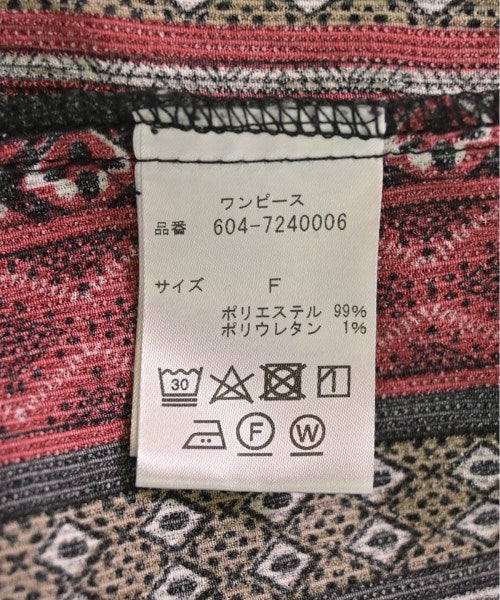 ワンピース
品番 604-7240006
サイズ F
ポリエステル 99%
ポリウレタン 1%
30
F W